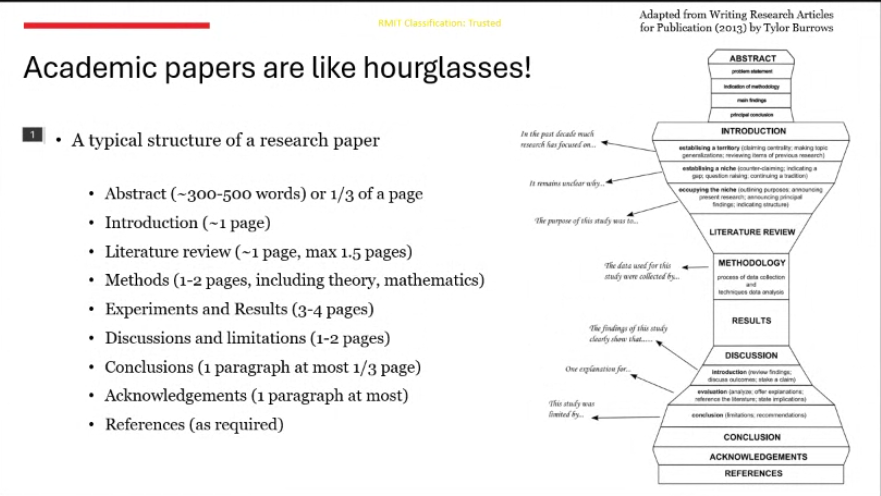 RMIT Classification: Trusted
Adapted from Writing Research Articles
for Publication (2013) by Tylor Burrows
Academic papers are like hourglasses!
1
• A typical structure of a research paper
• Abstract (~300-500 words) or 1/3 of a page
• Introduction (~1 page)
• Literature review (~1 page, max 1.5 pages)
• Methods (1-2 pages, including theory, mathematics)
• Experiments and Results (3-4 pages)
• Discussions and limitations (1-2 pages)
• Conclusions (1 paragraph at most 1/3 page)
• Acknowledgements (1 paragraph at most)
• References (as required)
ABSTRACT
problem statement
indication of methodology
main findings
principal conclusion
INTRODUCTION
In the past decade much
research has focused on...
establising a territory (claiming centrality; making topic
generalizations; reviewing items of previous research)
It remains unclear why...
establising a niche (counter-claiming; indicating a
gap; question raising; continuing a tradition)
The purpose of this study was to...
occupying the niche (outlining purposes; announcing
present research; announcing principal
findings; indicating structure)
LITERATURE REVIEW
METHODOLOGY
The data used for this
study were collected by...
process of data collection
and
techniques data analysis
RESULTS
The findings of this study
clearly show that......
DISCUSSION
introduction (review findings;
discuss outcomes; stake a claim)
One explanation for...
evaluation (analyze; offer explanations;
reference the literature; state implications)
This study was
limited by...
conclusion (limitations; recommendations)
CONCLUSION
ACKNOWLEDGEMENTS
REFERENCES